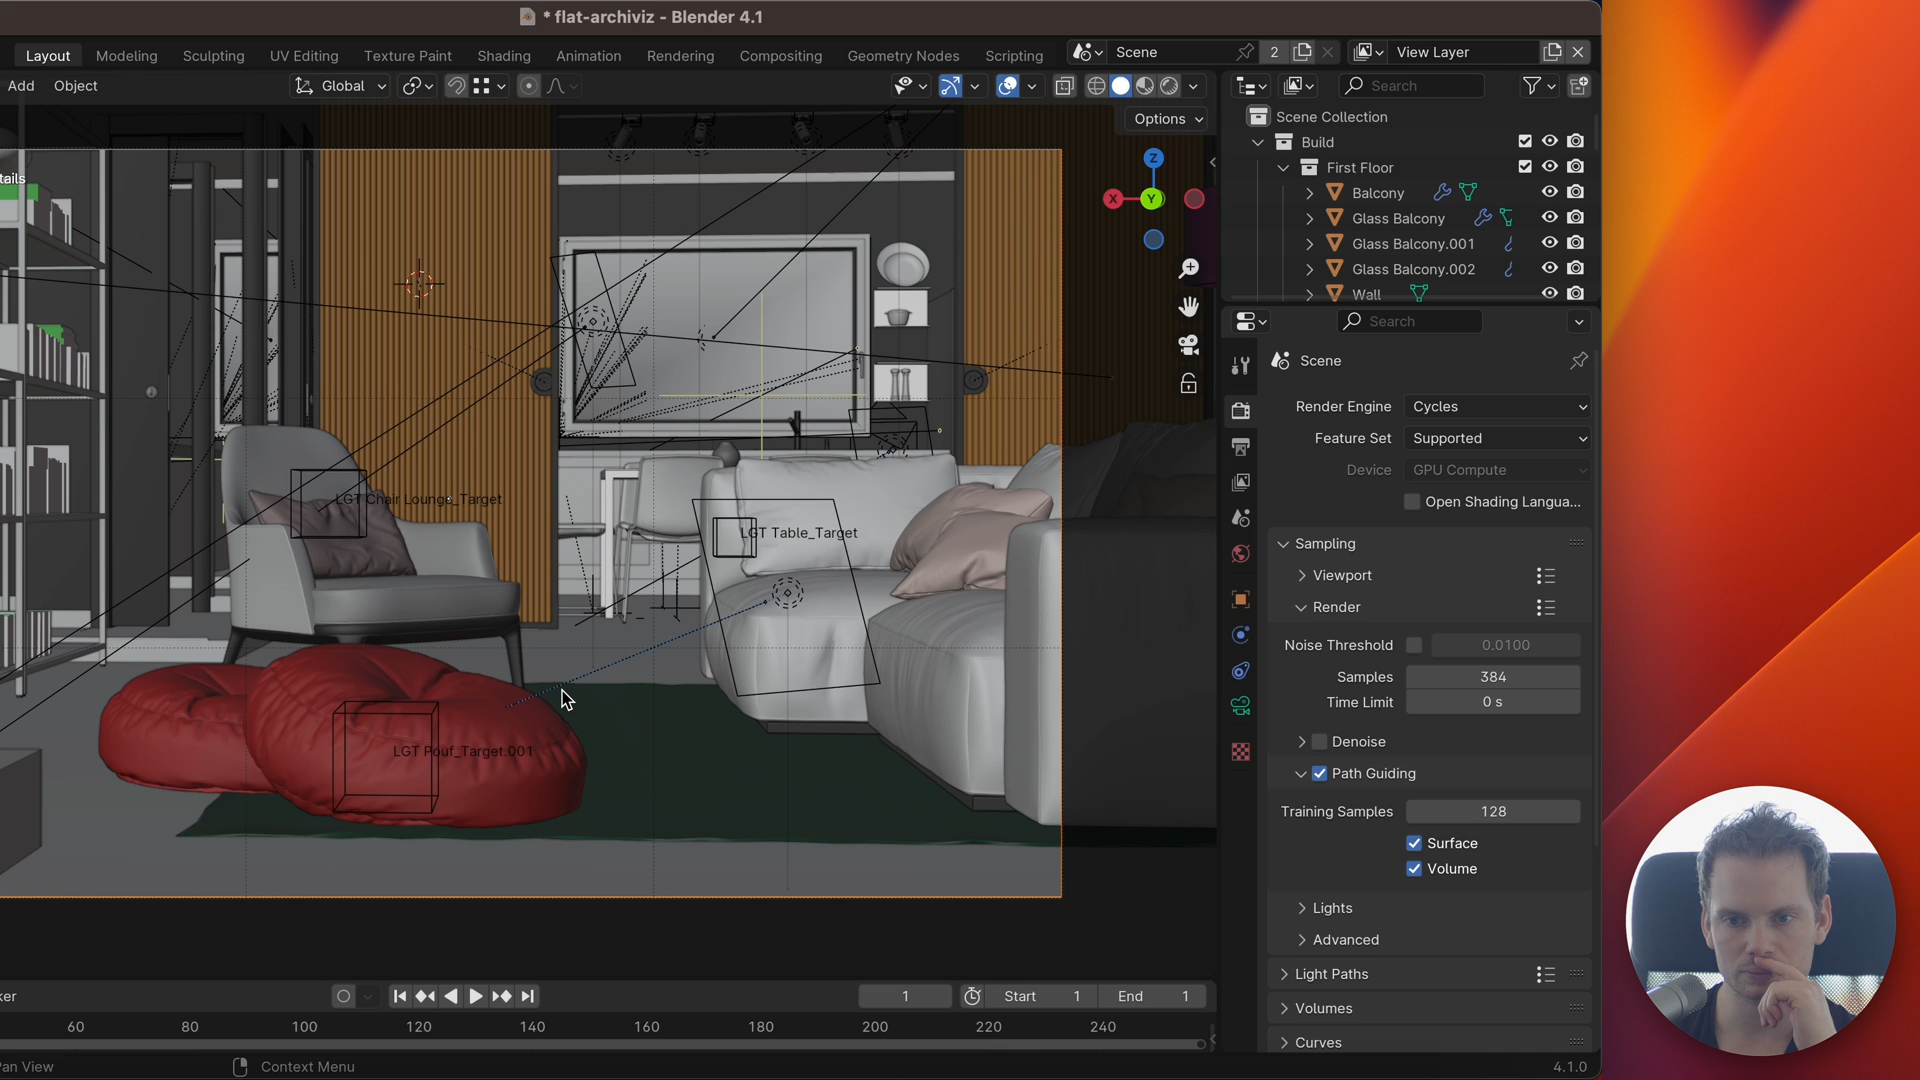 * flat-archiviz - Blender 4.1
Layout Modeling Sculpting UV Editing Texture Paint Shading Animation Rendering Compositing Geometry Nodes Scripting Scene 2 View Layer
Add Object Global Search
Options
Scene Collection
Build
First Floor
tails
Balcony
Glass Balcony
Glass Balcony.001
Glass Balcony.002
Wall
Z
X
Y
Search
Scene
Render Engine Cycles
Feature Set Supported
Device GPU Compute
Open Shading Langua...
LGT Chair Lounge_Target
LGT Table_Target
LGT Pouf_Target.001
Sampling
Viewport
Render
Noise Threshold 0.0100
Samples 384
Time Limit 0 s
Denoise
Path Guiding
Training Samples 128
Surface
Volume
Lights
Advanced
Light Paths
Volumes
Curves
ker 1 Start 1 End 1
60 80 100 120 140 160 180 200 220 240
an View Context Menu 4.1.0